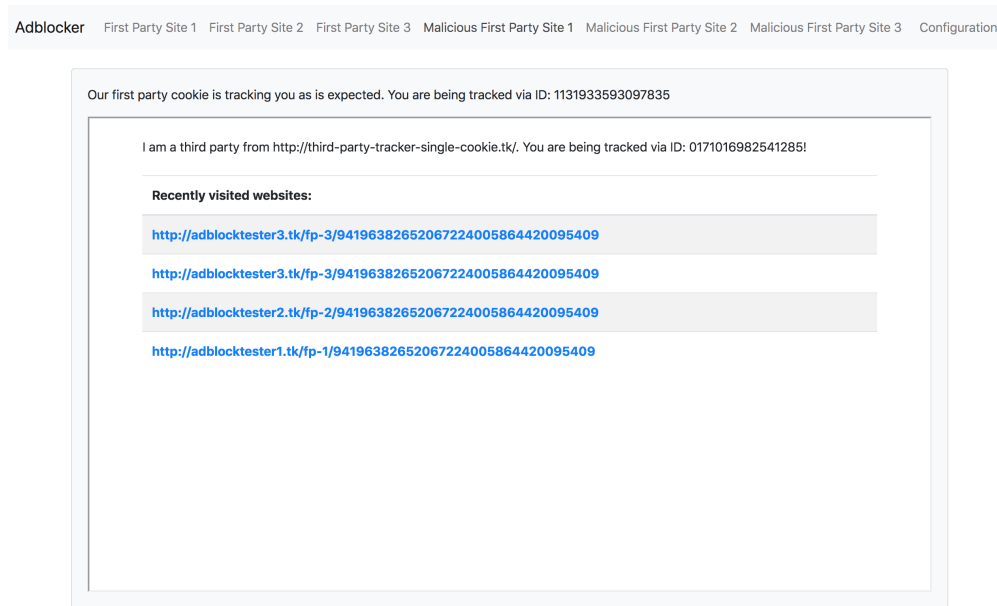 Adblocker First Party Site 1 First Party Site 2 First Party Site 3 Malicious First Party Site 1 Malicious First Party Site 2 Malicious First Party Site 3 Configuration
Our first party cookie is tracking you as is expected. You are being tracked via ID: 1131933593097835
I am a third party from http://third-party-tracker-single-cookie.tk/. You are being tracked via ID: 0171016982541285!
Recently visited websites:
http://adblocktester3.tk/fp-3/94196382652067224005864420095409
http://adblocktester3.tk/fp-3/94196382652067224005864420095409
http://adblocktester2.tk/fp-2/94196382652067224005864420095409
http://adblocktester1.tk/fp-1/94196382652067224005864420095409